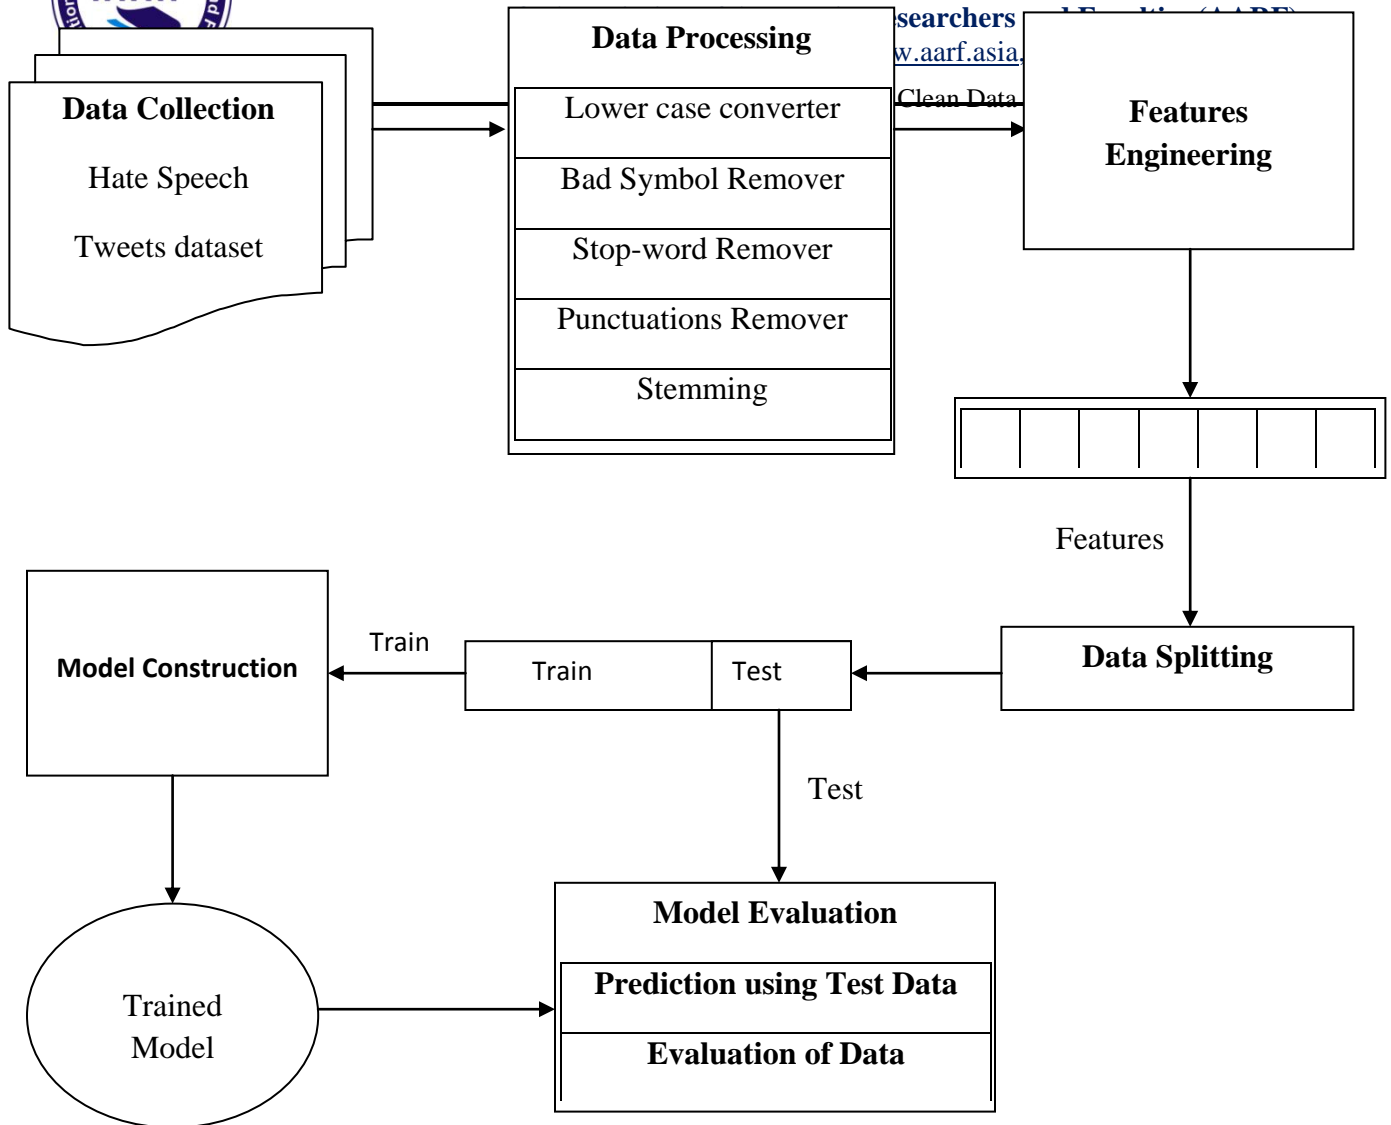 esearchers
w.aarf.asia,
Data Collection
Hate Speech
Tweets dataset
Data Processing
Lower case converter
Bad Symbol Remover
Stop-word Remover
Punctuations Remover
Stemming
Clean Data
Features
Engineering
Features
Data Splitting
Train
Test
Train
Model Construction
Test
Trained
Model
Model Evaluation
Prediction using Test Data
Evaluation of Data